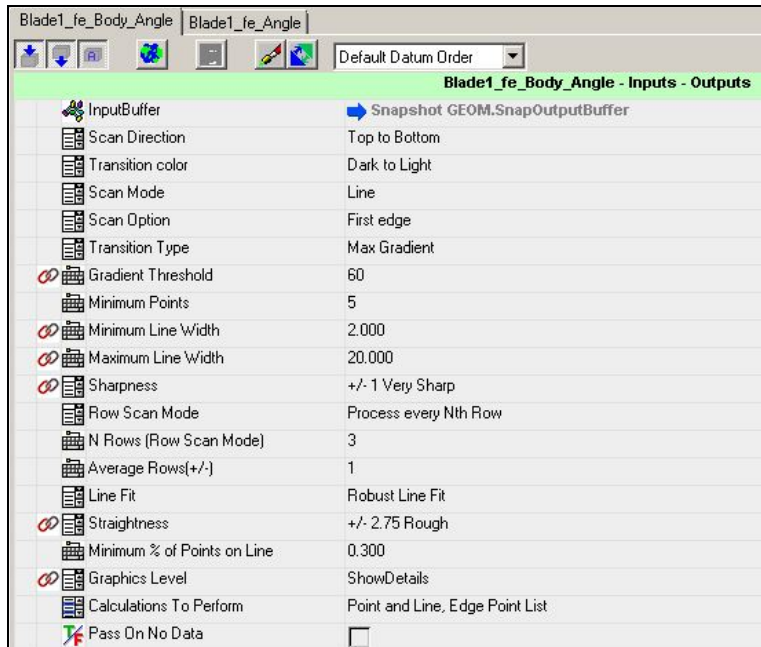 Blade1_fe_Body_Angle Blade1_fe_Angle
A Default Datum Order
Blade1_fe_Body_Angle - Inputs - Outputs
InputBuffer Snapshot GEOM.SnapOutputBuffer
Scan Direction Top to Bottom
Transition color Dark to Light
Scan Mode Line
Scan Option First edge
Transition Type Max Gradient
Gradient Threshold 60
Minimum Points 5
Minimum Line Width 2.000
Maximum Line Width 20.000
Sharpness +/- 1 Very Sharp
Row Scan Mode Process every Nth Row
N Rows (Row Scan Mode) 3
Average Rows(+/-) 1
Line Fit Robust Line Fit
Straightness +/- 2.75 Rough
Minimum % of Points on Line 0.300
Graphics Level ShowDetails
Calculations To Perform Point and Line, Edge Point List
T/F Pass On No Data